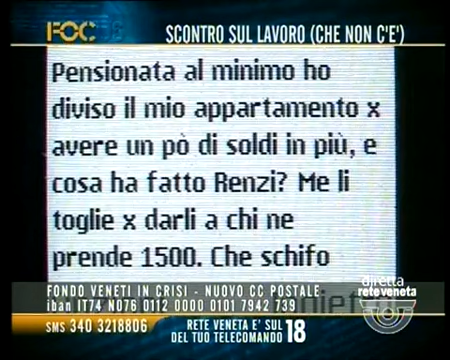 FOC
SCONTRO SUL LAVORO (CHE NON C'E')
Pensionata al minimo ho
diviso il mio appartamento x
avere un pò di soldi in più, e
cosa ha fatto Renzi? Me li
toglie x darli a chi ne
prende 1500. Che schifo
diretta
reteveneta
FONDO VENETI IN CRISI - NUOVO CC POSTALE
iban IT74 N076 0112 0000 0101 7942 739
SMS 340 3218806
RETE VENETA E' SUL
DEL TUO TELECOMANDO 18